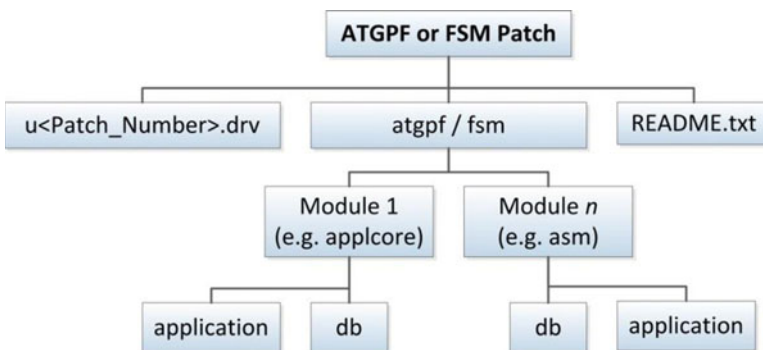 ATGPF or FSM Patch
u<Patch_Number>.drv
atgpf / fsm
README.txt
Module 1
(e.g. applcore)
Module n
(e.g. asm)
application
db
db
application